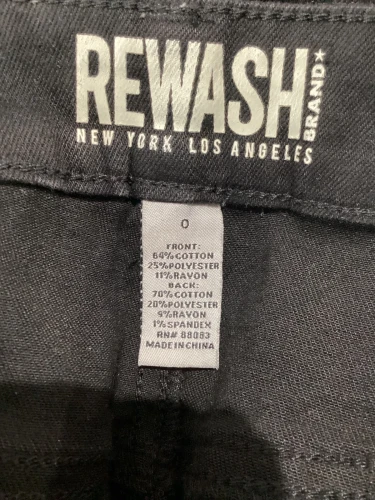 REWASH
BRAND★
NEW YORK LOS ANGELES
0
FRONT:
64%COTTON
25%POLYESTER
11%RAYON
BACK:
70%COTTON
20%POLYESTER
9%RAYON
1%SPANDEX
RN# 88083
MADE IN CHINA